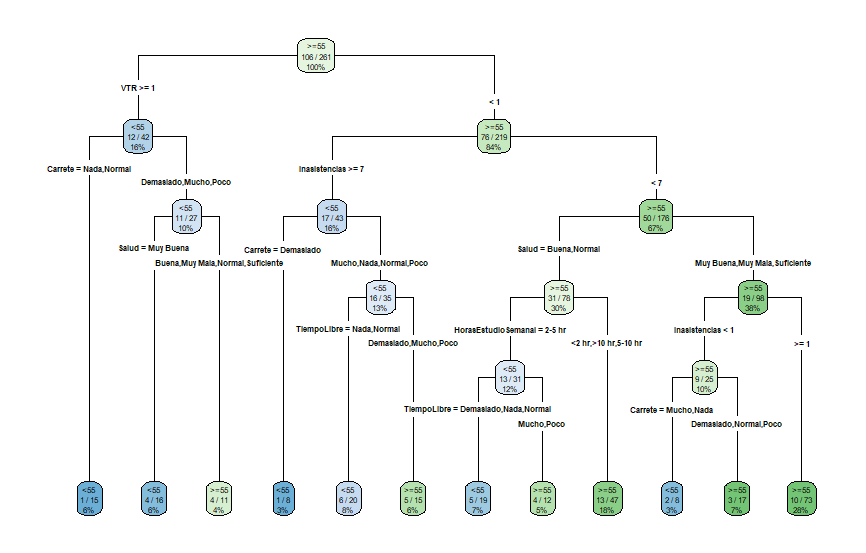 >=55
106 / 261
100%
VTR >= 1
< 1
<55
12 / 42
16%
>=55
76 / 219
84%
Carrete = Nada,Normal
Demasiado,Mucho,Poco
Inasistencias >= 7
< 7
<55
11 / 27
10%
<55
17 / 43
16%
>=55
50 / 176
67%
Salud = Muy Buena
Buena,Muy Mala,Normal,Suficiente
Carrete = Demasiado
Mucho,Nada,Normal,Poco
Salud = Buena,Normal
Muy Buena,Muy Mala,Suficiente
<55
16 / 35
13%
>=55
31 / 78
30%
>=55
19 / 98
38%
TiempoLibre = Nada,Normal
Demasiado,Mucho,Poco
HorasEstudioSemanal = 2-5 hr
<2 hr,>10 hr,5-10 hr
Inasistencias < 1
>= 1
<55
13 / 31
12%
>=55
9 / 25
10%
TiempoLibre = Demasiado,Nada,Normal
Mucho,Poco
Carrete = Mucho,Nada
Demasiado,Normal,Poco
<55
1 / 15
6%
<55
4 / 16
6%
>=55
4 / 11
4%
<55
1 / 8
3%
<55
6 / 20
8%
>=55
5 / 15
6%
<55
5 / 19
7%
>=55
4 / 12
5%
>=55
13 / 47
18%
<55
2 / 8
3%
>=55
3 / 17
7%
>=55
10 / 73
28%